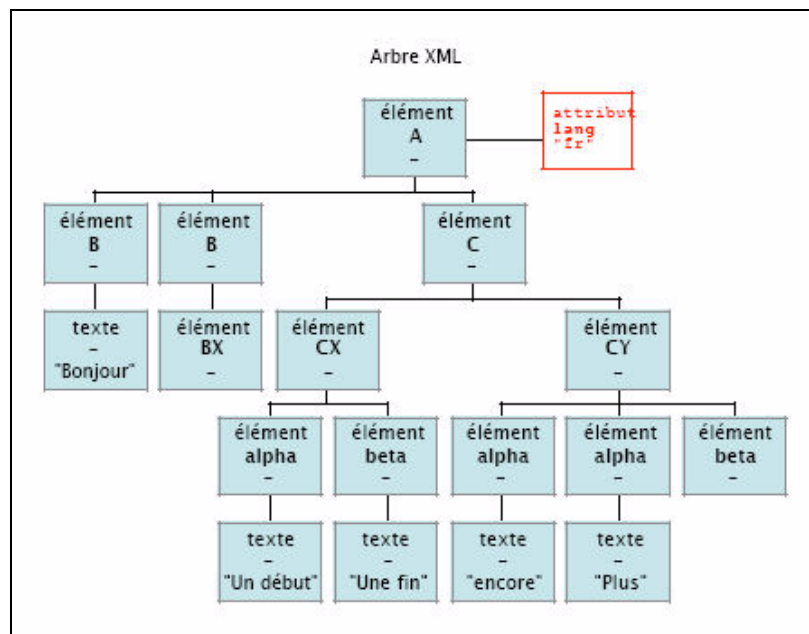 Arbre XML
élément
A
-
attribut
lang
"fr"
élément
B
-
élément
B
-
élément
C
-
texte
-
"Bonjour"
élément
BX
-
élément
CX
-
élément
CY
-
élément
alpha
-
élément
beta
-
élément
alpha
-
élément
alpha
-
élément
beta
-
texte
-
"Un début"
texte
-
"Une fin"
texte
-
"encore"
texte
-
"Plus"